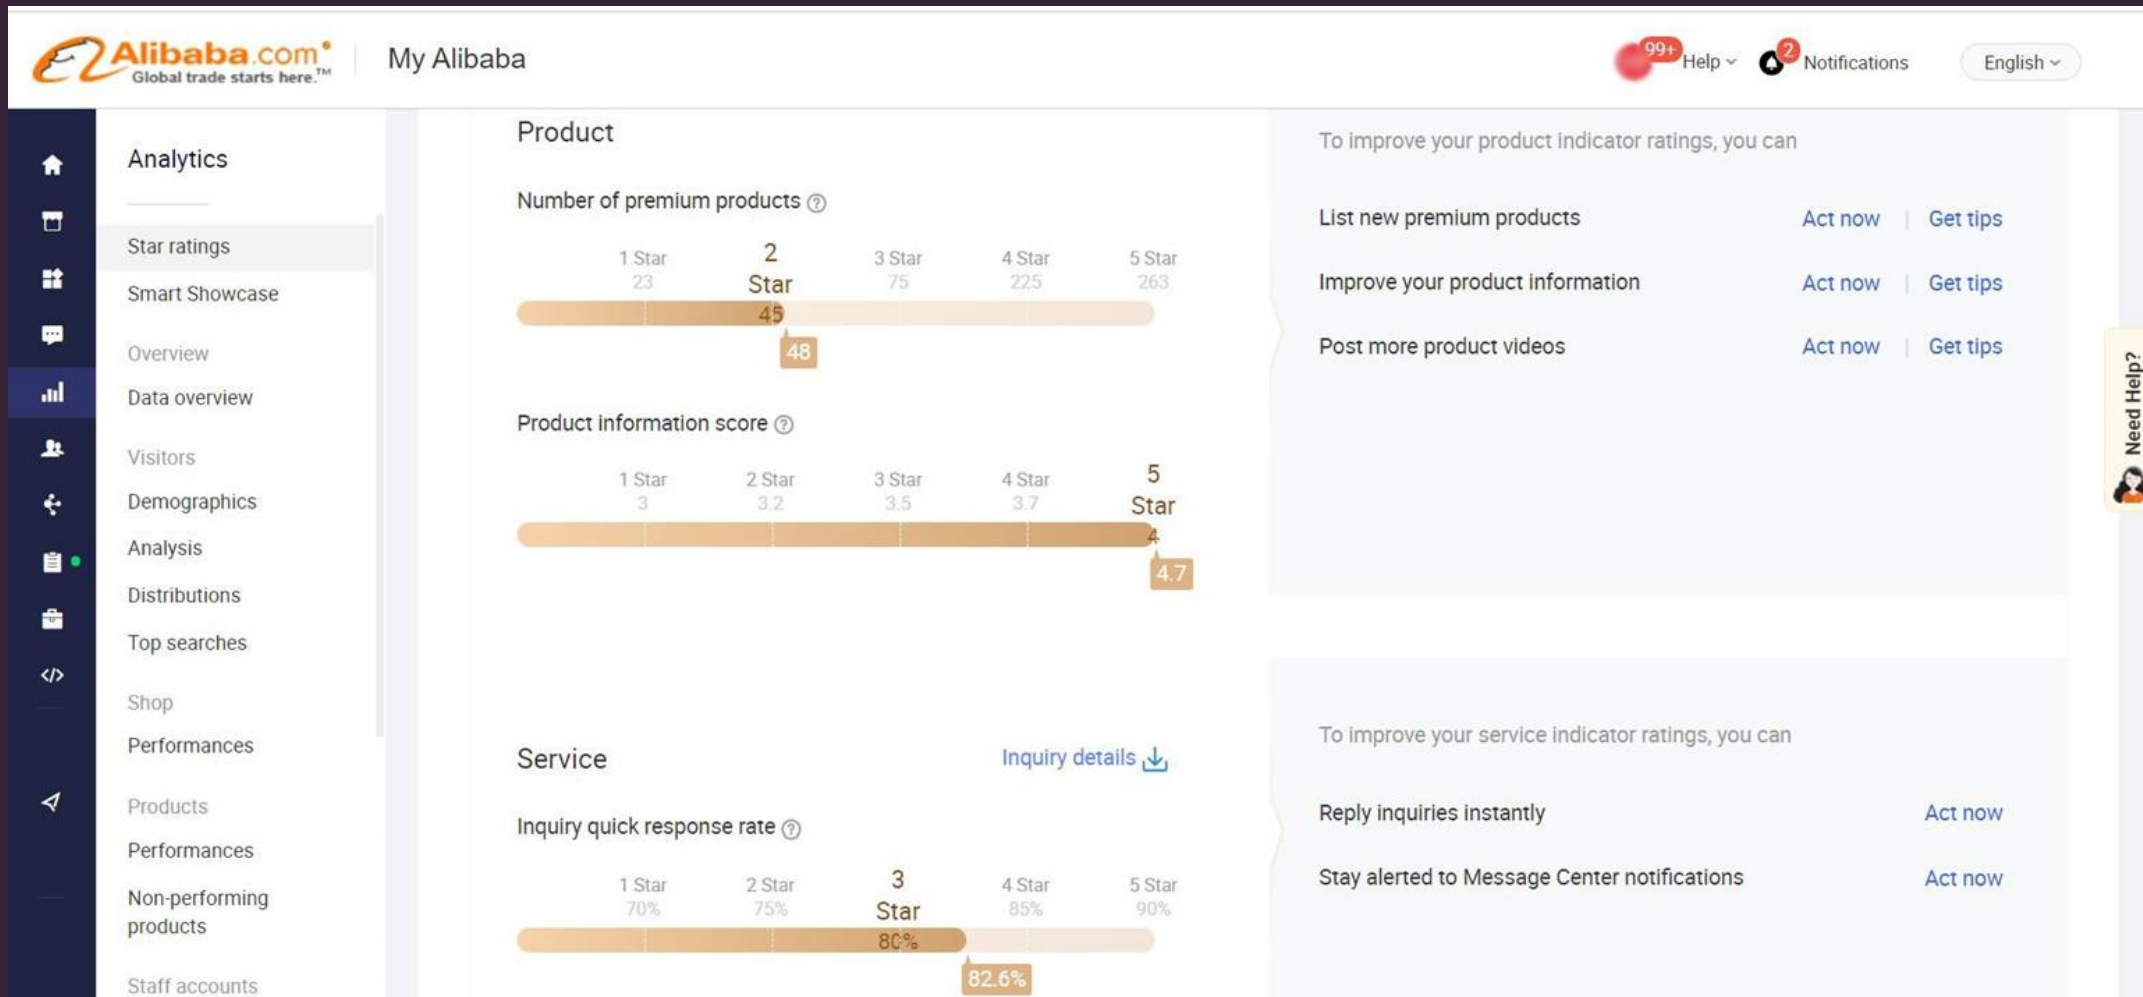 Alibaba.com
Global trade starts here.™
My Alibaba
99+
Help
2
Notifications
English
Analytics
Star ratings
Smart Showcase
Overview
Data overview
Visitors
Demographics
Analysis
Distributions
Top searches
Shop
Performances
Products
Performances
Non-performing
products
Staff accounts
Product
Number of premium products ?
1 Star 2 Star 3 Star 4 Star 5 Star
23 45 75 225 263
48
Product information score ?
1 Star 2 Star 3 Star 4 Star 5 Star
3 3.2 3.5 3.7 4
4.7
Service
Inquiry details
Inquiry quick response rate ?
1 Star 2 Star 3 Star 4 Star 5 Star
70% 75% 80% 85% 90%
82.6%
To improve your product indicator ratings, you can
List new premium products Act now | Get tips
Improve your product information Act now | Get tips
Post more product videos Act now | Get tips
To improve your service indicator ratings, you can
Reply inquiries instantly Act now
Stay alerted to Message Center notifications Act now
Need Help?